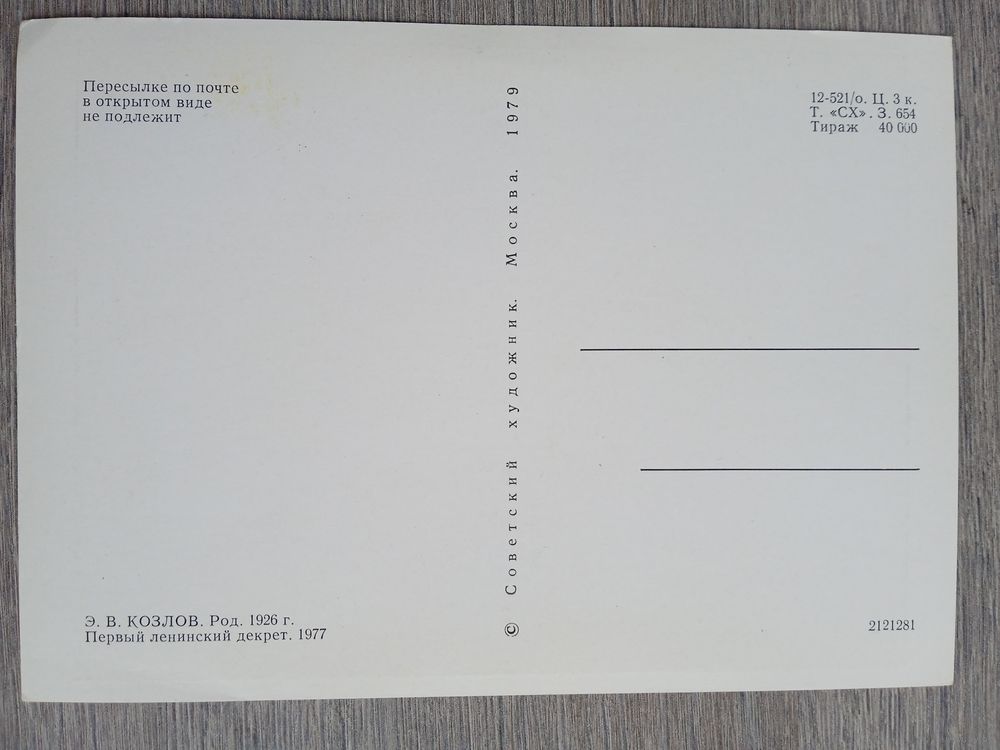 Пересылке по почте
в открытом виде
не подлежит
12-521/о. Ц. 3 к.
Т. «СХ». З. 654
Тираж 40 000
© Советский художник. Москва. 1979
Э. В. КОЗЛОВ. Род. 1926 г.
Первый ленинский декрет. 1977
2121281